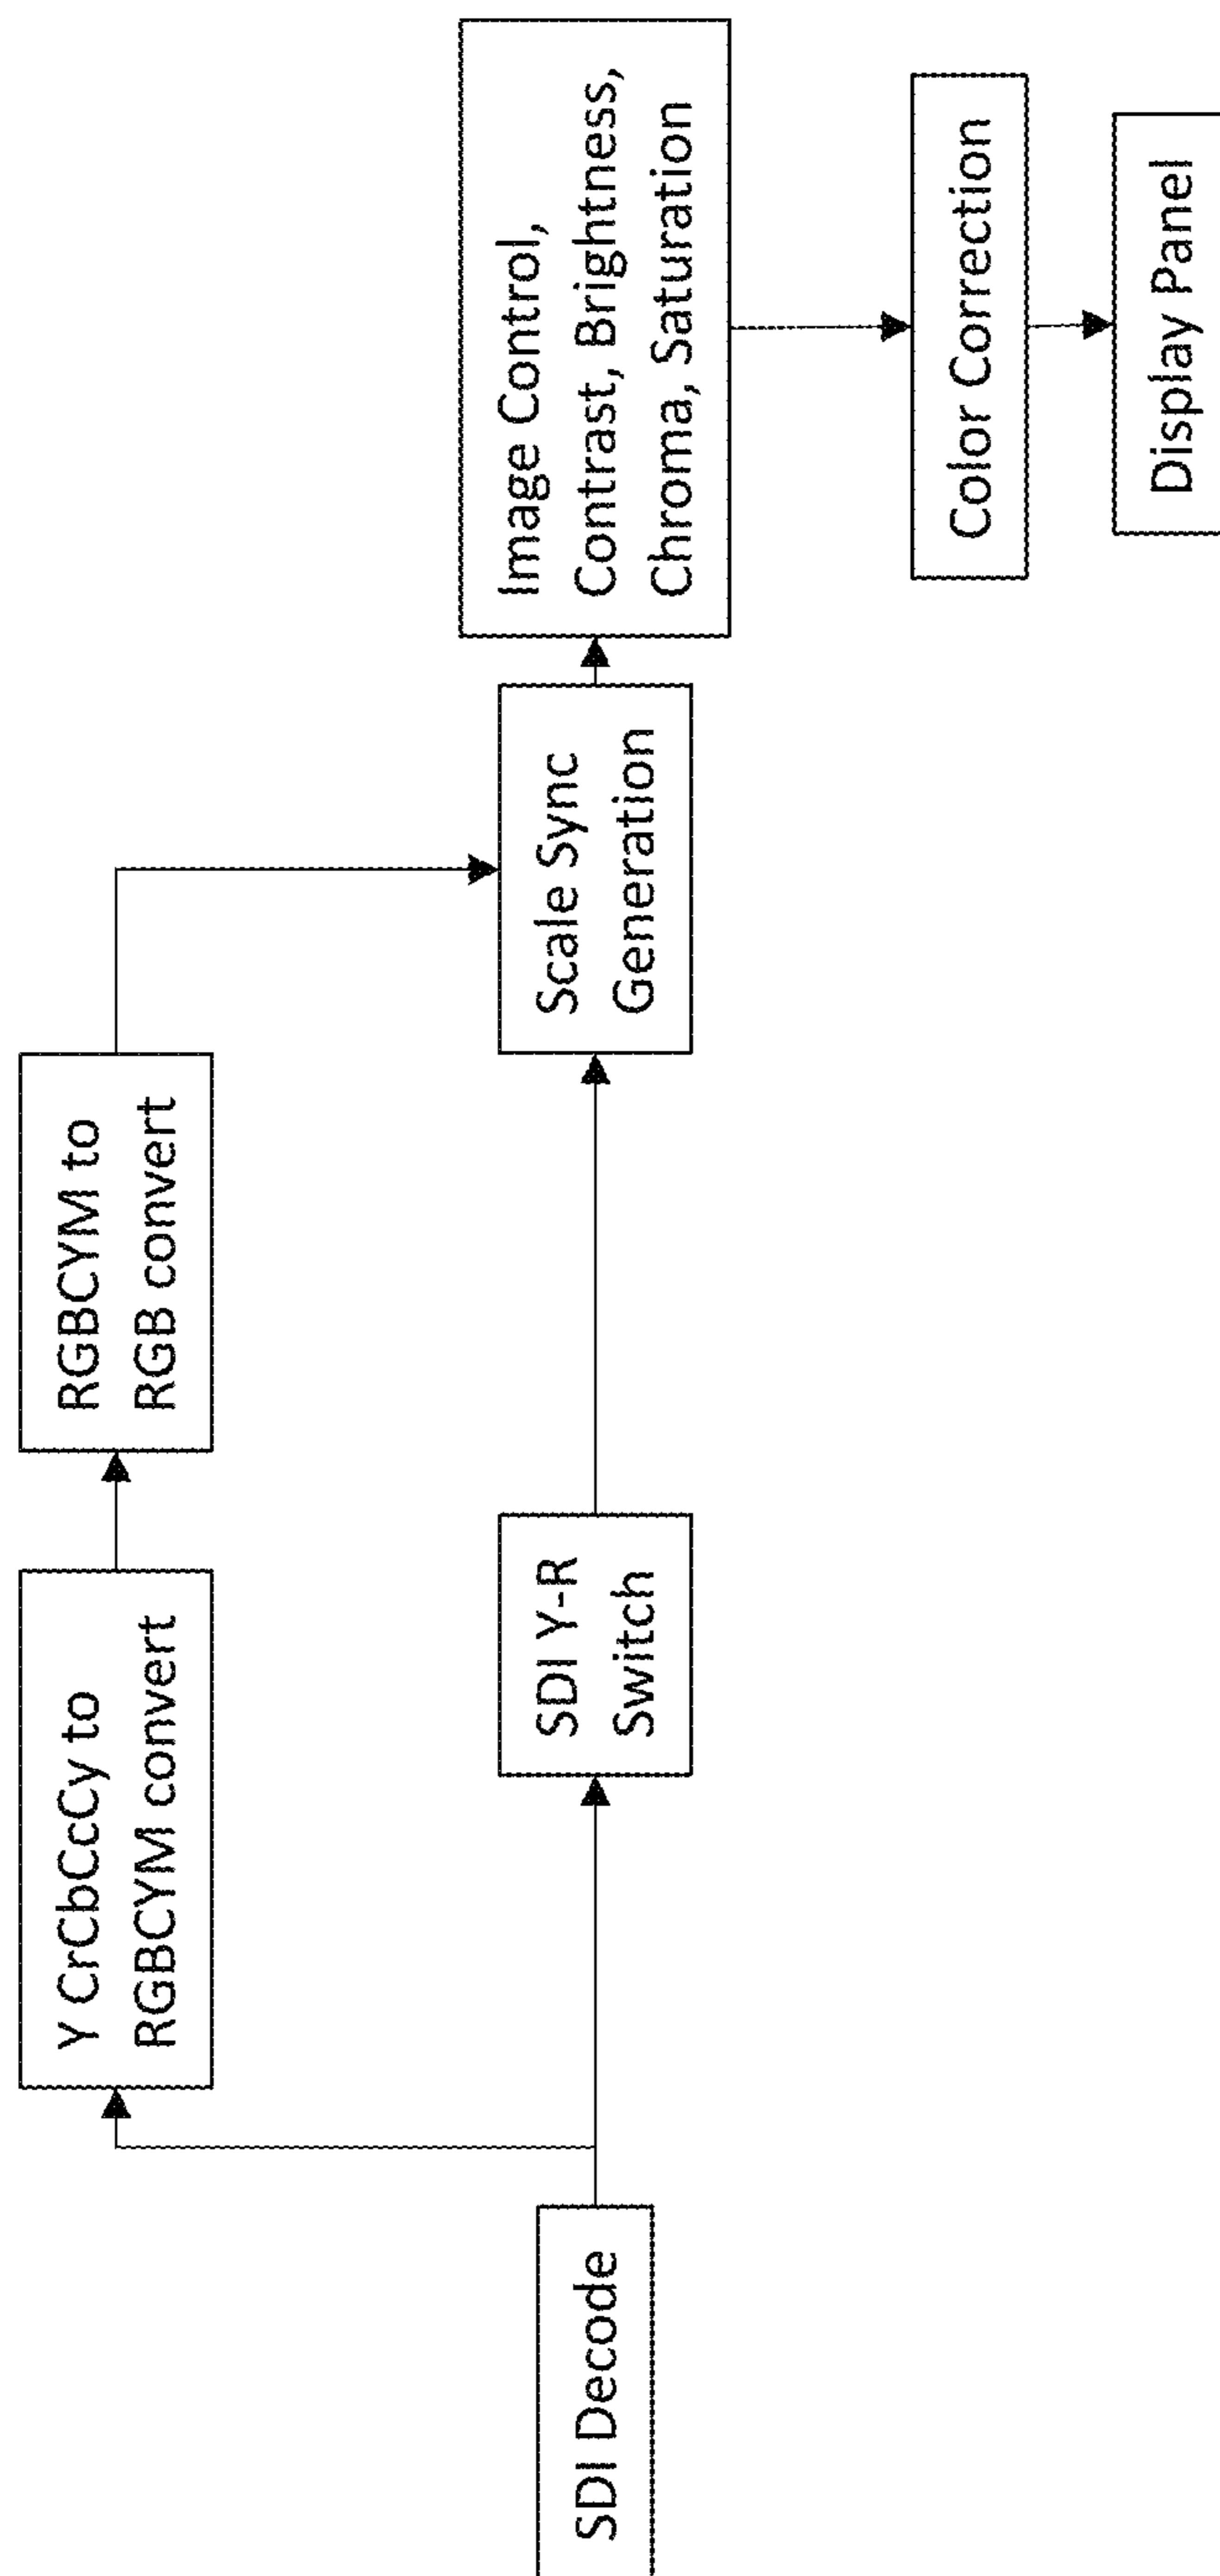 SDI Decode
Y CrCbCcCy to
RGBCYM convert
RGBCYM to
RGB convert
SDI Y-R
Switch
Scale Sync
Generation
Image Control,
Contrast, Brightness,
Chroma, Saturation
Color Correction
Display Panel